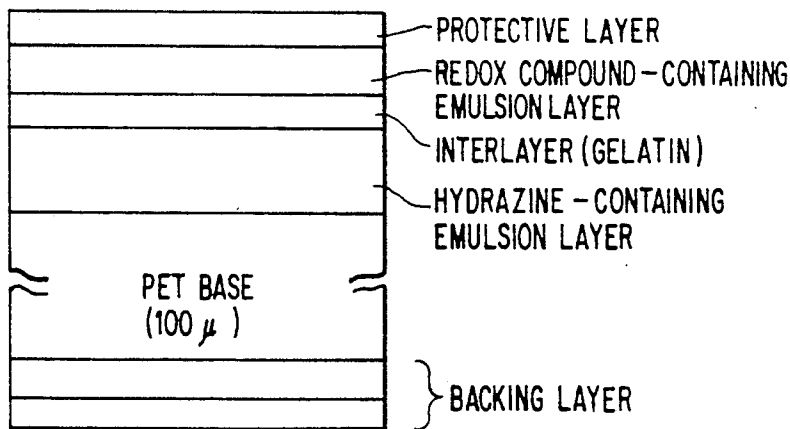 PROTECTIVE LAYER
REDOX COMPOUND-CONTAINING
EMULSION LAYER
INTERLAYER (GELATIN)
HYDRAZINE-CONTAINING
EMULSION LAYER
PET BASE
(100 μ)
BACKING LAYER